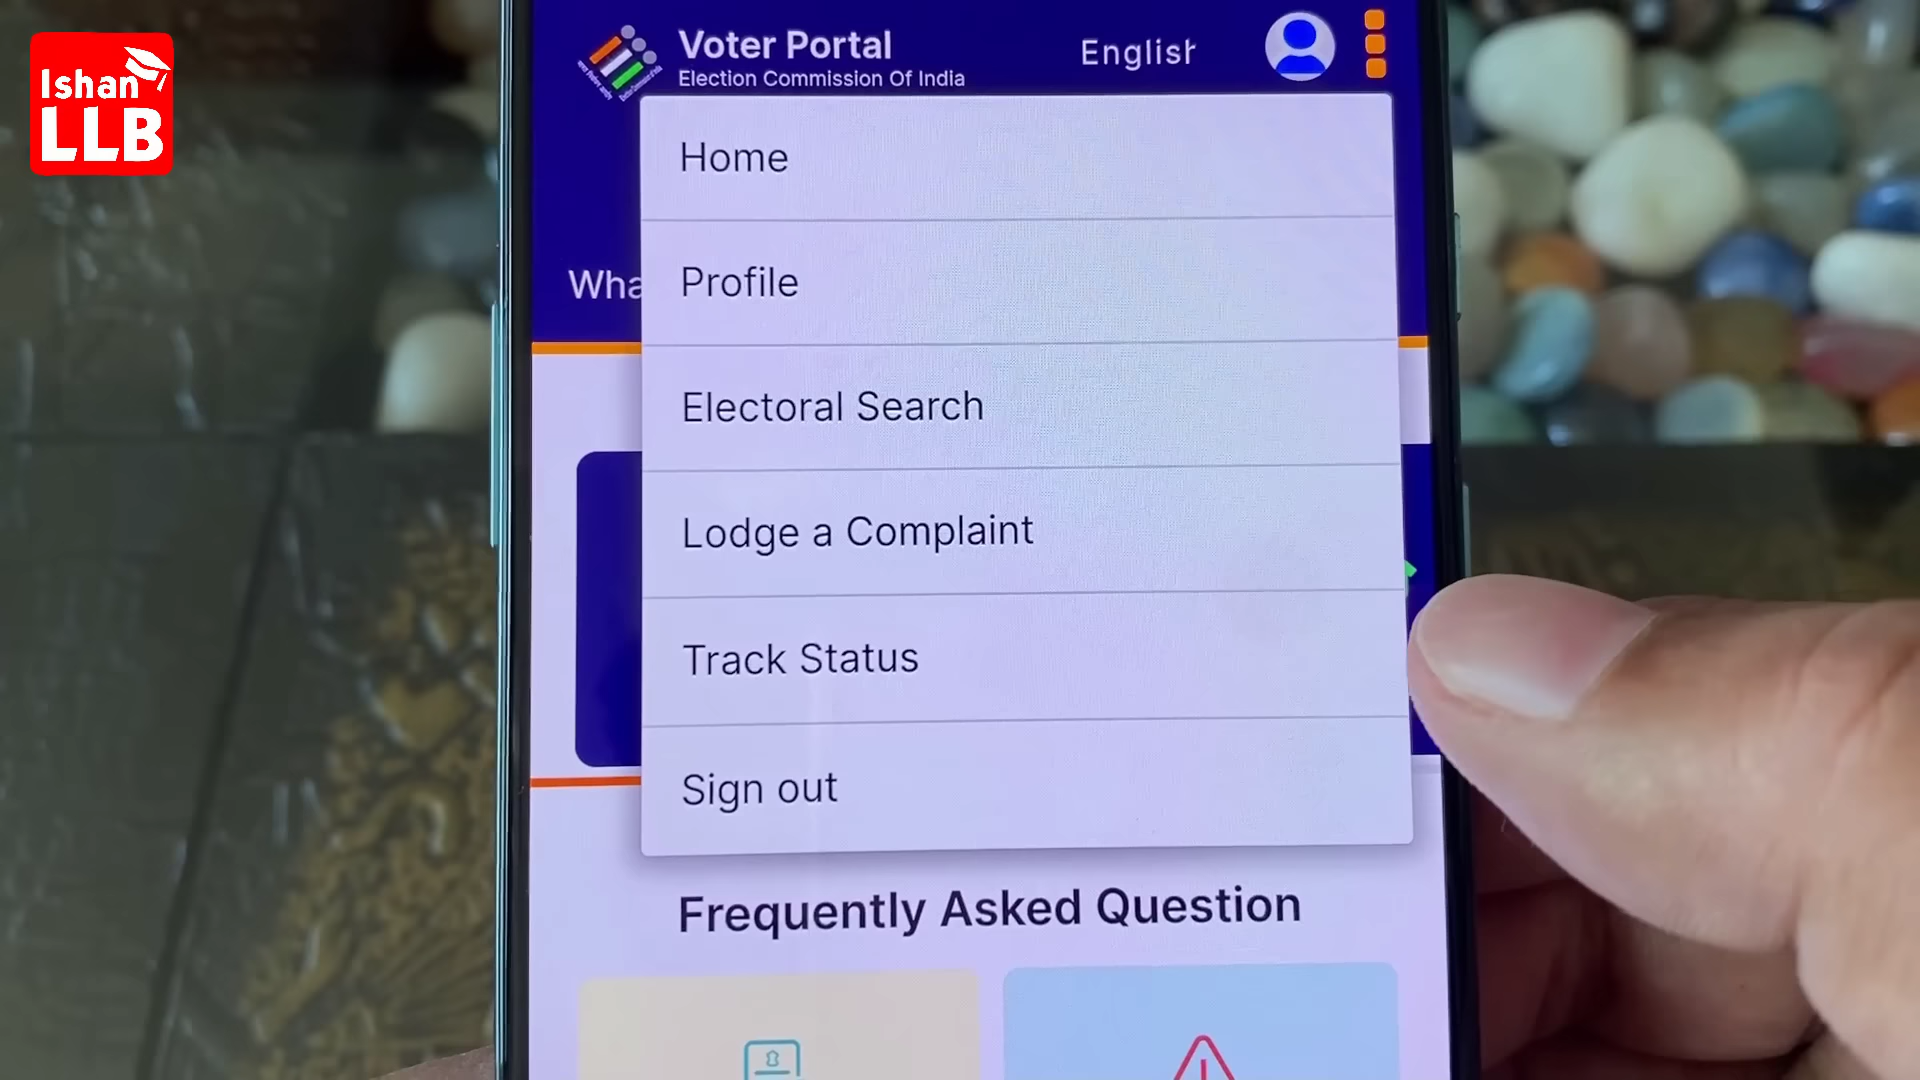 Ishan
LLB
Voter Portal
Election Commission Of India
English
Home
Profile
Wha
Electoral Search
Lodge a Complaint
Track Status
Sign out
Frequently Asked Question